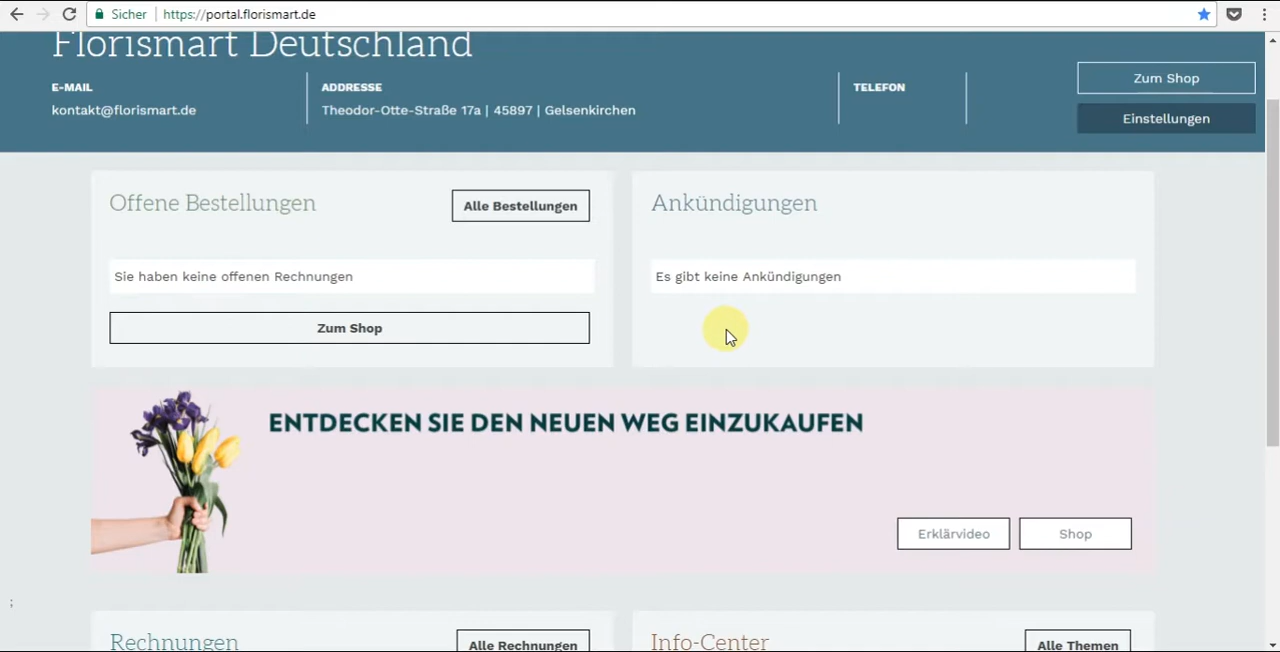 Sicher
https://portal.florismart.de
Florismart Deutschland
E-MAIL
kontakt@florismart.de
ADDRESSE
Theodor-Otte-Straße 17a | 45897 | Gelsenkirchen
TELEFON
Zum Shop
Einstellungen
Offene Bestellungen
Alle Bestellungen
Sie haben keine offenen Rechnungen
Zum Shop
Ankündigungen
Es gibt keine Ankündigungen
ENTDECKEN SIE DEN NEUEN WEG EINZUKAUFEN
Erklärvideo
Shop
;
Rechnungen
Alle Rechnungen
Info-Center
Alle Themen